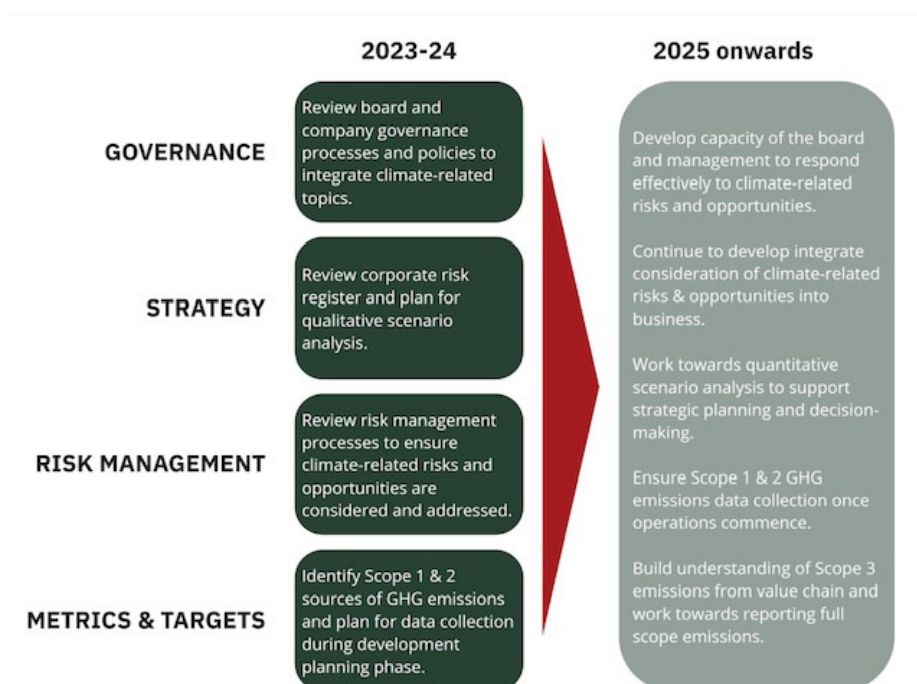 2023-24
2025 onwards
GOVERNANCE
Review board and
company governance
processes and policies to
integrate climate-related
topics.
STRATEGY
Review corporate risk
register and plan for
qualitative scenario
analysis.
RISK MANAGEMENT
Review risk management
processes to ensure
climate-related risks and
opportunities are
considered and addressed.
METRICS & TARGETS
Identify Scope 1 & 2
sources of GHG emissions
and plan for data collection
during development
planning phase.
Develop capacity of the board
and management to respond
effectively to climate-related
risks and opportunities.
Continue to develop integrate
consideration of climate-related
risks & opportunities into
business.
Work towards quantitative
scenario analysis to support
strategic planning and decision-
making.
Ensure Scope 1 & 2 GHG
emissions data collection once
operations commence.
Build understanding of Scope 3
emissions from value chain and
work towards reporting full
scope emissions.